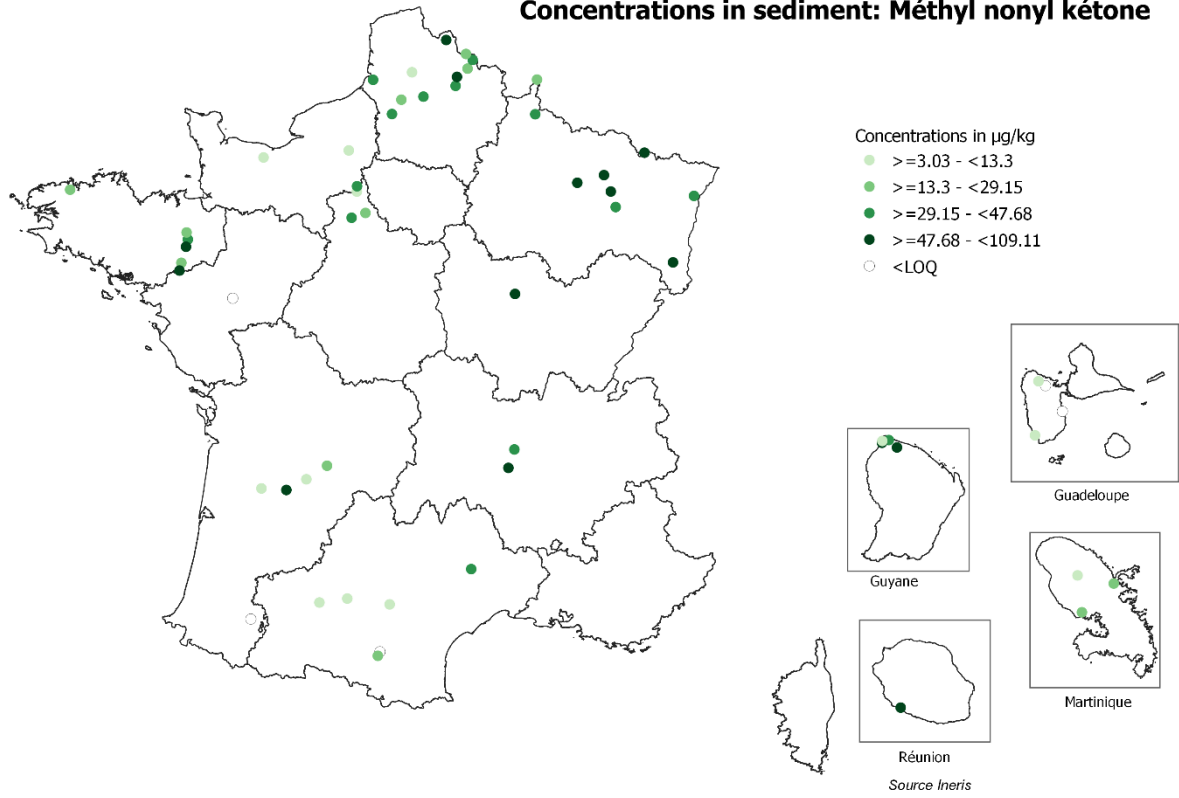 Concentrations in sediment: Méthyl nonyl kétone
Concentrations in µg/kg
>=3.03 - <13.3
>=13.3 - <29.15
>=29.15 - <47.68
>=47.68 - <109.11
<LOQ
Guadeloupe
Guyane
Martinique
Réunion
Source Ineris